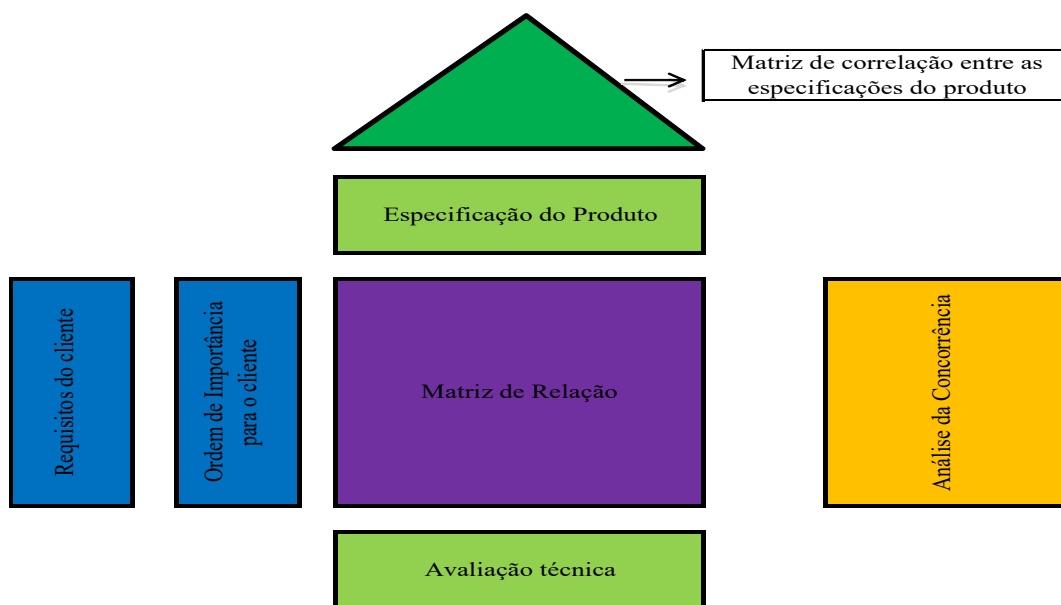 Matriz de correlação entre as
especificações do produto
Especificação do Produto
Requisitos do cliente
Ordem de Importância
para o cliente
Matriz de Relação
Análise da Concorrência
Avaliação técnica